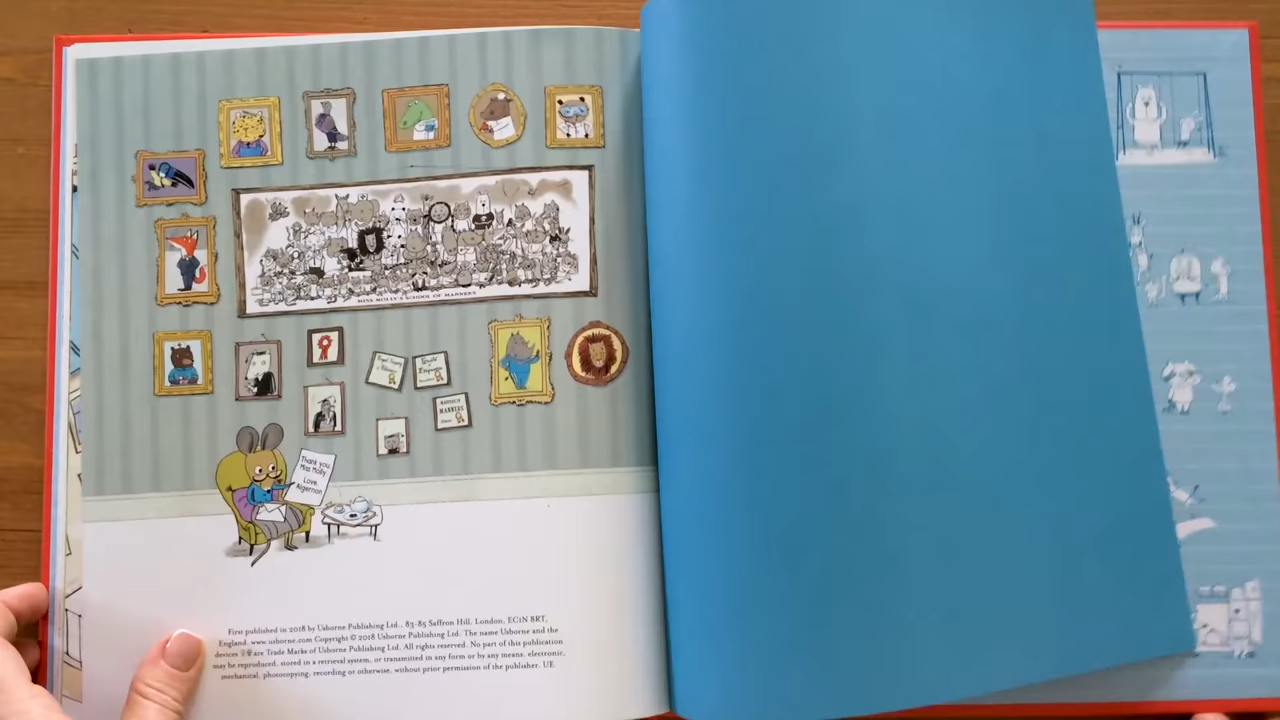 MISS MOLLY'S SCHOOL OF MANNERS
MANNERS
Thank you,
Miss Molly.
Love,
Algernon
First published in 2018 by Usborne Publishing Ltd., 83-85 Saffron Hill, London, EC1N 8RT,
England. www.usborne.com Copyright © 2018 Usborne Publishing Ltd. The name Usborne and the
devices are Trade Marks of Usborne Publishing Ltd. All rights reserved. No part of this publication
may be reproduced, stored in a retrieval system, or transmitted in any form or by any means, electronic,
mechanical, photocopying, recording or otherwise, without prior permission of the publisher. UE